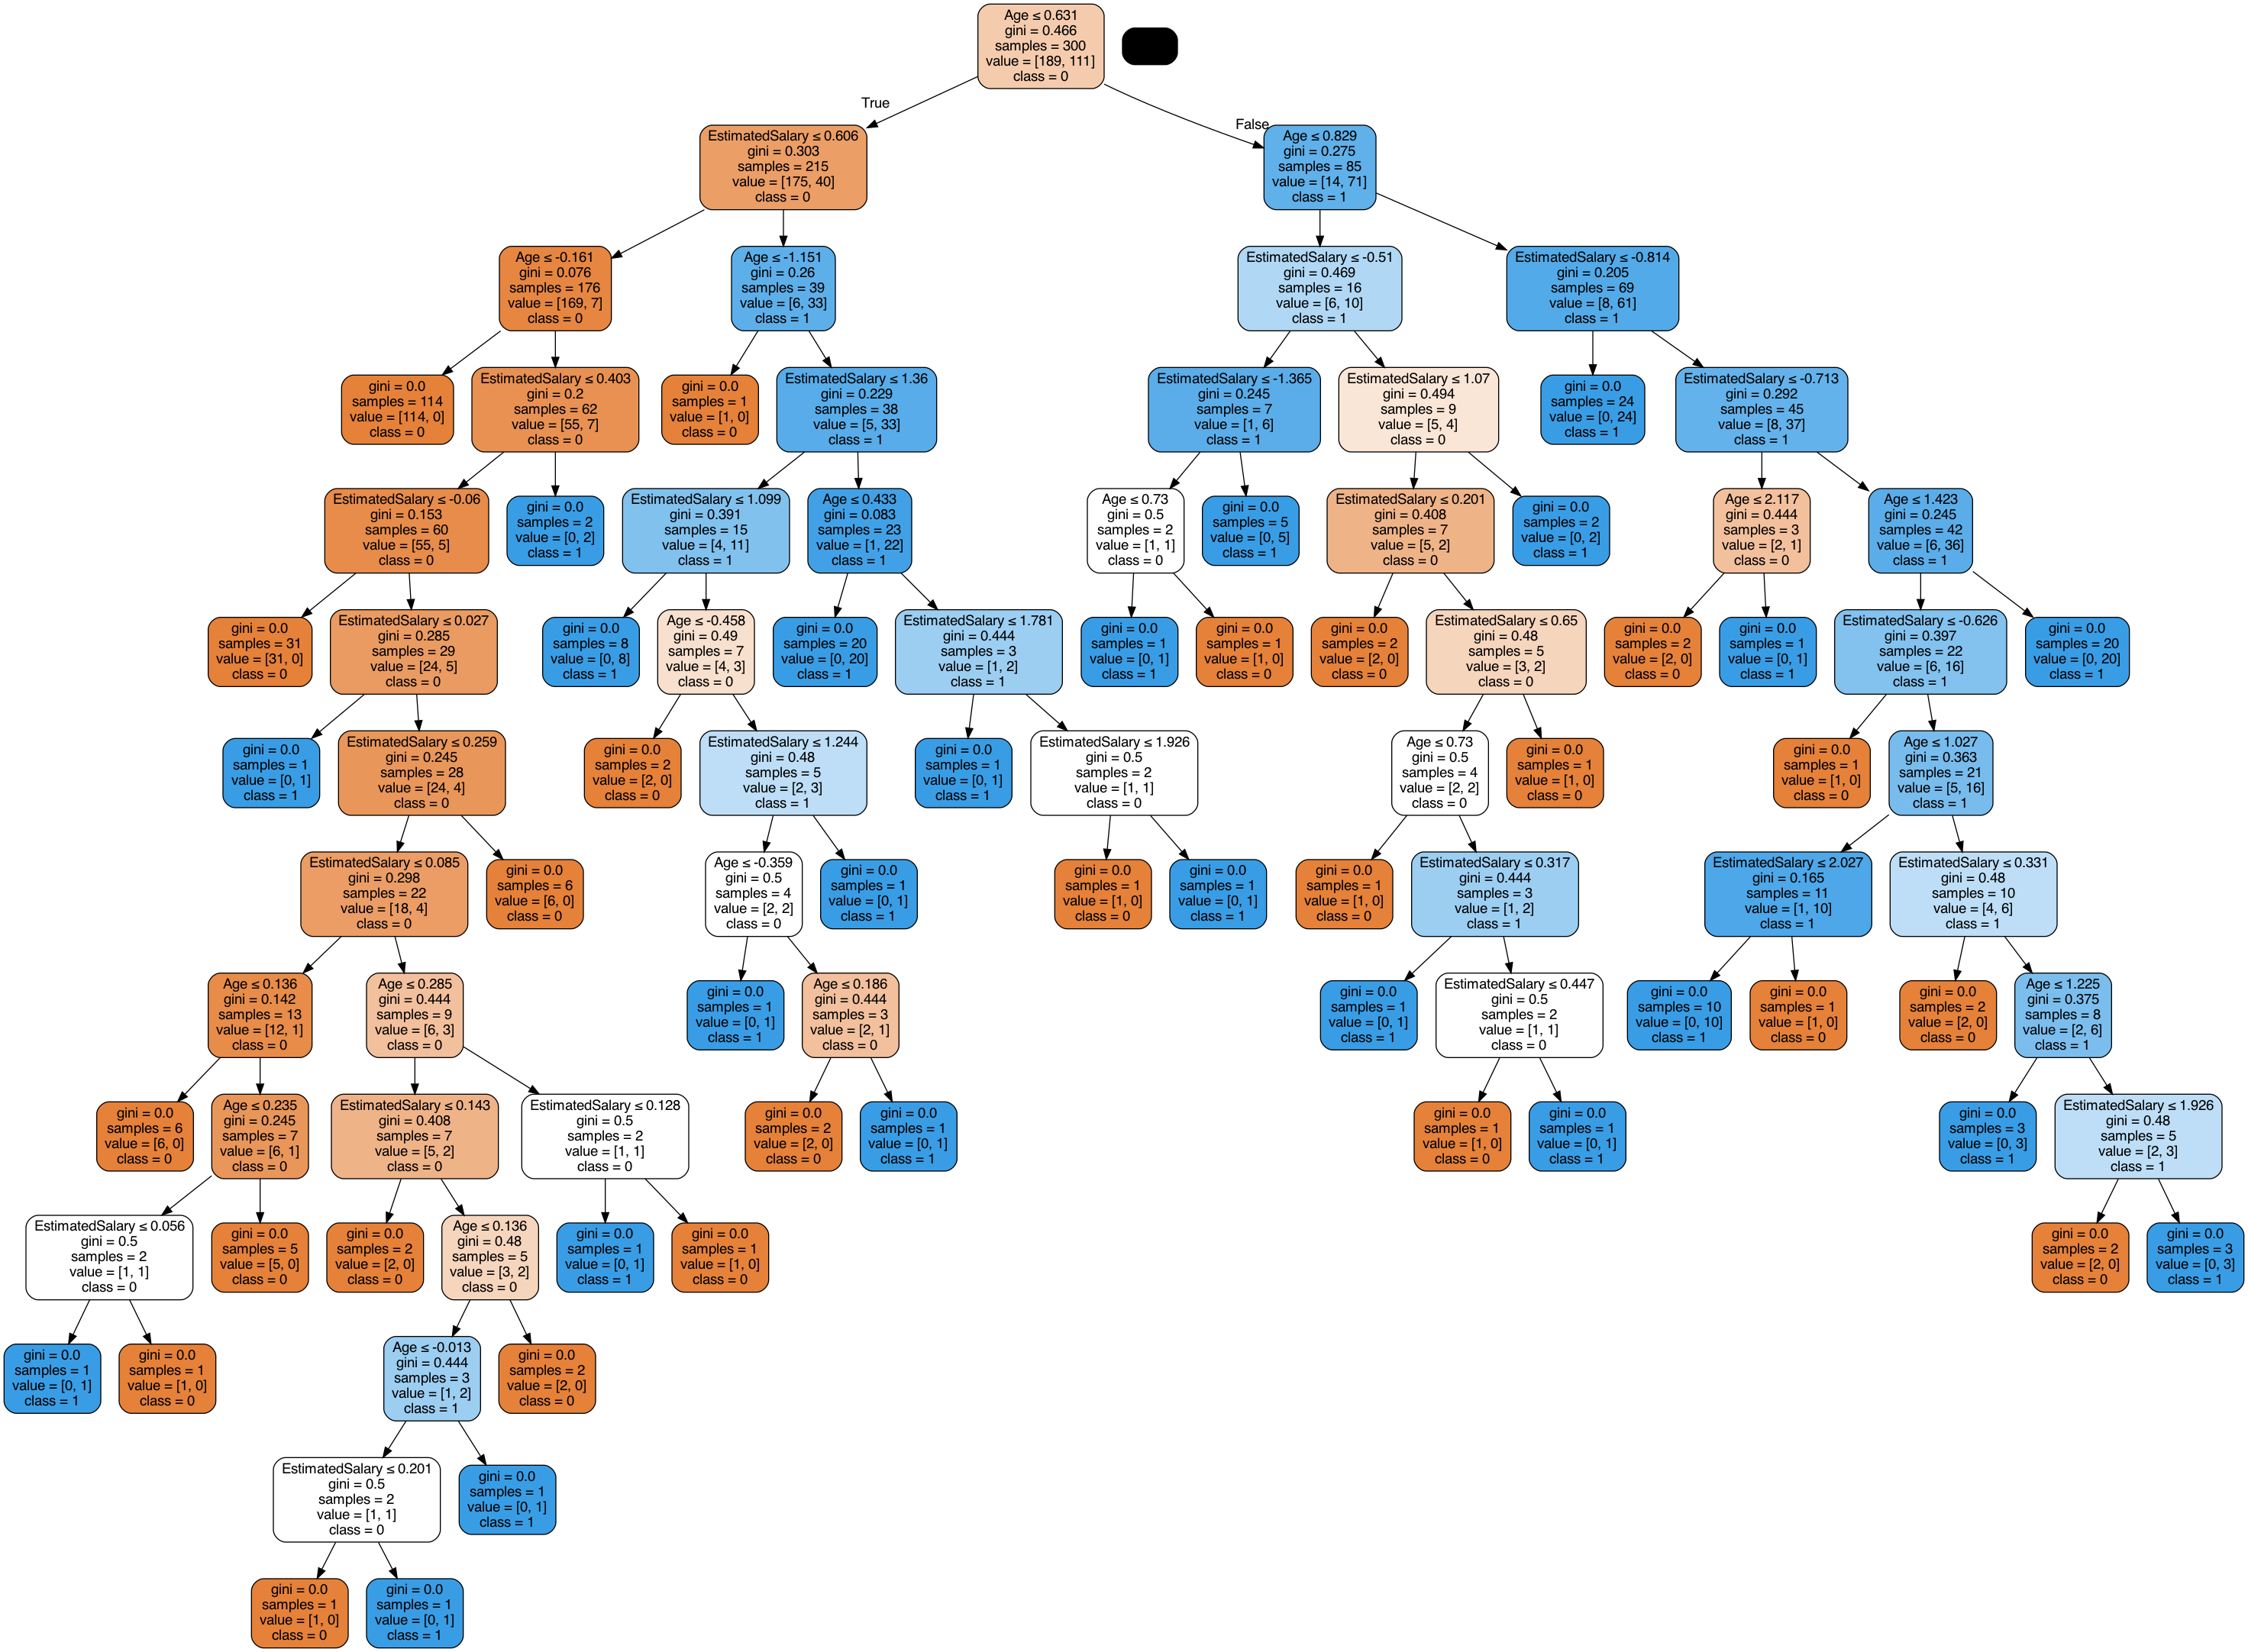 Age ≤ 0.631
gini = 0.466
samples = 300
value = [189, 111]
class = 0
True
False
EstimatedSalary ≤ 0.606
gini = 0.303
samples = 215
value = [175, 40]
class = 0
Age ≤ 0.829
gini = 0.275
samples = 85
value = [14, 71]
class = 1
Age ≤ -0.161
gini = 0.076
samples = 176
value = [169, 7]
class = 0
Age ≤ -1.151
gini = 0.26
samples = 39
value = [6, 33]
class = 1
EstimatedSalary ≤ -0.51
gini = 0.469
samples = 16
value = [6, 10]
class = 1
EstimatedSalary ≤ -0.814
gini = 0.205
samples = 69
value = [8, 61]
class = 1
gini = 0.0
samples = 114
value = [114, 0]
class = 0
EstimatedSalary ≤ 0.403
gini = 0.2
samples = 62
value = [55, 7]
class = 0
gini = 0.0
samples = 1
value = [1, 0]
class = 0
EstimatedSalary ≤ 1.36
gini = 0.229
samples = 38
value = [5, 33]
class = 1
EstimatedSalary ≤ -1.365
gini = 0.245
samples = 7
value = [1, 6]
class = 1
EstimatedSalary ≤ 1.07
gini = 0.494
samples = 9
value = [5, 4]
class = 0
gini = 0.0
samples = 24
value = [0, 24]
class = 1
EstimatedSalary ≤ -0.713
gini = 0.292
samples = 45
value = [8, 37]
class = 1
EstimatedSalary ≤ -0.06
gini = 0.153
samples = 60
value = [55, 5]
class = 0
gini = 0.0
samples = 2
value = [0, 2]
class = 1
EstimatedSalary ≤ 1.099
gini = 0.391
samples = 15
value = [4, 11]
class = 1
Age ≤ 0.433
gini = 0.083
samples = 23
value = [1, 22]
class = 1
Age ≤ 0.73
gini = 0.5
samples = 2
value = [1, 1]
class = 0
gini = 0.0
samples = 5
value = [0, 5]
class = 1
EstimatedSalary ≤ 0.201
gini = 0.408
samples = 7
value = [5, 2]
class = 0
gini = 0.0
samples = 2
value = [0, 2]
class = 1
Age ≤ 2.117
gini = 0.444
samples = 3
value = [2, 1]
class = 0
Age ≤ 1.423
gini = 0.245
samples = 42
value = [6, 36]
class = 1
gini = 0.0
samples = 31
value = [31, 0]
class = 0
EstimatedSalary ≤ 0.027
gini = 0.285
samples = 29
value = [24, 5]
class = 0
gini = 0.0
samples = 8
value = [0, 8]
class = 1
Age ≤ -0.458
gini = 0.49
samples = 7
value = [4, 3]
class = 0
gini = 0.0
samples = 20
value = [0, 20]
class = 1
EstimatedSalary ≤ 1.781
gini = 0.444
samples = 3
value = [1, 2]
class = 1
gini = 0.0
samples = 1
value = [0, 1]
class = 1
gini = 0.0
samples = 1
value = [1, 0]
class = 0
gini = 0.0
samples = 2
value = [2, 0]
class = 0
EstimatedSalary ≤ 0.65
gini = 0.48
samples = 5
value = [3, 2]
class = 0
gini = 0.0
samples = 2
value = [2, 0]
class = 0
gini = 0.0
samples = 1
value = [0, 1]
class = 1
EstimatedSalary ≤ -0.626
gini = 0.397
samples = 22
value = [6, 16]
class = 1
gini = 0.0
samples = 20
value = [0, 20]
class = 1
gini = 0.0
samples = 1
value = [0, 1]
class = 1
EstimatedSalary ≤ 0.259
gini = 0.245
samples = 28
value = [24, 4]
class = 0
gini = 0.0
samples = 2
value = [2, 0]
class = 0
EstimatedSalary ≤ 1.244
gini = 0.48
samples = 5
value = [2, 3]
class = 1
gini = 0.0
samples = 1
value = [0, 1]
class = 1
EstimatedSalary ≤ 1.926
gini = 0.5
samples = 2
value = [1, 1]
class = 0
Age ≤ 0.73
gini = 0.5
samples = 4
value = [2, 2]
class = 0
gini = 0.0
samples = 1
value = [1, 0]
class = 0
gini = 0.0
samples = 1
value = [1, 0]
class = 0
Age ≤ 1.027
gini = 0.363
samples = 21
value = [5, 16]
class = 1
EstimatedSalary ≤ 0.085
gini = 0.298
samples = 22
value = [18, 4]
class = 0
gini = 0.0
samples = 6
value = [6, 0]
class = 0
Age ≤ -0.359
gini = 0.5
samples = 4
value = [2, 2]
class = 0
gini = 0.0
samples = 1
value = [0, 1]
class = 1
gini = 0.0
samples = 1
value = [1, 0]
class = 0
gini = 0.0
samples = 1
value = [0, 1]
class = 1
gini = 0.0
samples = 1
value = [1, 0]
class = 0
EstimatedSalary ≤ 0.317
gini = 0.444
samples = 3
value = [1, 2]
class = 1
EstimatedSalary ≤ 2.027
gini = 0.165
samples = 11
value = [1, 10]
class = 1
EstimatedSalary ≤ 0.331
gini = 0.48
samples = 10
value = [4, 6]
class = 1
Age ≤ 0.136
gini = 0.142
samples = 13
value = [12, 1]
class = 0
Age ≤ 0.285
gini = 0.444
samples = 9
value = [6, 3]
class = 0
gini = 0.0
samples = 1
value = [0, 1]
class = 1
Age ≤ 0.186
gini = 0.444
samples = 3
value = [2, 1]
class = 0
gini = 0.0
samples = 1
value = [0, 1]
class = 1
EstimatedSalary ≤ 0.447
gini = 0.5
samples = 2
value = [1, 1]
class = 0
gini = 0.0
samples = 10
value = [0, 10]
class = 1
gini = 0.0
samples = 1
value = [1, 0]
class = 0
gini = 0.0
samples = 2
value = [2, 0]
class = 0
Age ≤ 1.225
gini = 0.375
samples = 8
value = [2, 6]
class = 1
gini = 0.0
samples = 6
value = [6, 0]
class = 0
Age ≤ 0.235
gini = 0.245
samples = 7
value = [6, 1]
class = 0
EstimatedSalary ≤ 0.143
gini = 0.408
samples = 7
value = [5, 2]
class = 0
EstimatedSalary ≤ 0.128
gini = 0.5
samples = 2
value = [1, 1]
class = 0
gini = 0.0
samples = 2
value = [2, 0]
class = 0
gini = 0.0
samples = 1
value = [0, 1]
class = 1
gini = 0.0
samples = 1
value = [1, 0]
class = 0
gini = 0.0
samples = 1
value = [0, 1]
class = 1
gini = 0.0
samples = 3
value = [0, 3]
class = 1
EstimatedSalary ≤ 1.926
gini = 0.48
samples = 5
value = [2, 3]
class = 1
EstimatedSalary ≤ 0.056
gini = 0.5
samples = 2
value = [1, 1]
class = 0
gini = 0.0
samples = 5
value = [5, 0]
class = 0
gini = 0.0
samples = 2
value = [2, 0]
class = 0
Age ≤ 0.136
gini = 0.48
samples = 5
value = [3, 2]
class = 0
gini = 0.0
samples = 1
value = [0, 1]
class = 1
gini = 0.0
samples = 1
value = [1, 0]
class = 0
gini = 0.0
samples = 2
value = [2, 0]
class = 0
gini = 0.0
samples = 3
value = [0, 3]
class = 1
gini = 0.0
samples = 1
value = [0, 1]
class = 1
gini = 0.0
samples = 1
value = [1, 0]
class = 0
Age ≤ -0.013
gini = 0.444
samples = 3
value = [1, 2]
class = 1
gini = 0.0
samples = 2
value = [2, 0]
class = 0
EstimatedSalary ≤ 0.201
gini = 0.5
samples = 2
value = [1, 1]
class = 0
gini = 0.0
samples = 1
value = [0, 1]
class = 1
gini = 0.0
samples = 1
value = [1, 0]
class = 0
gini = 0.0
samples = 1
value = [0, 1]
class = 1